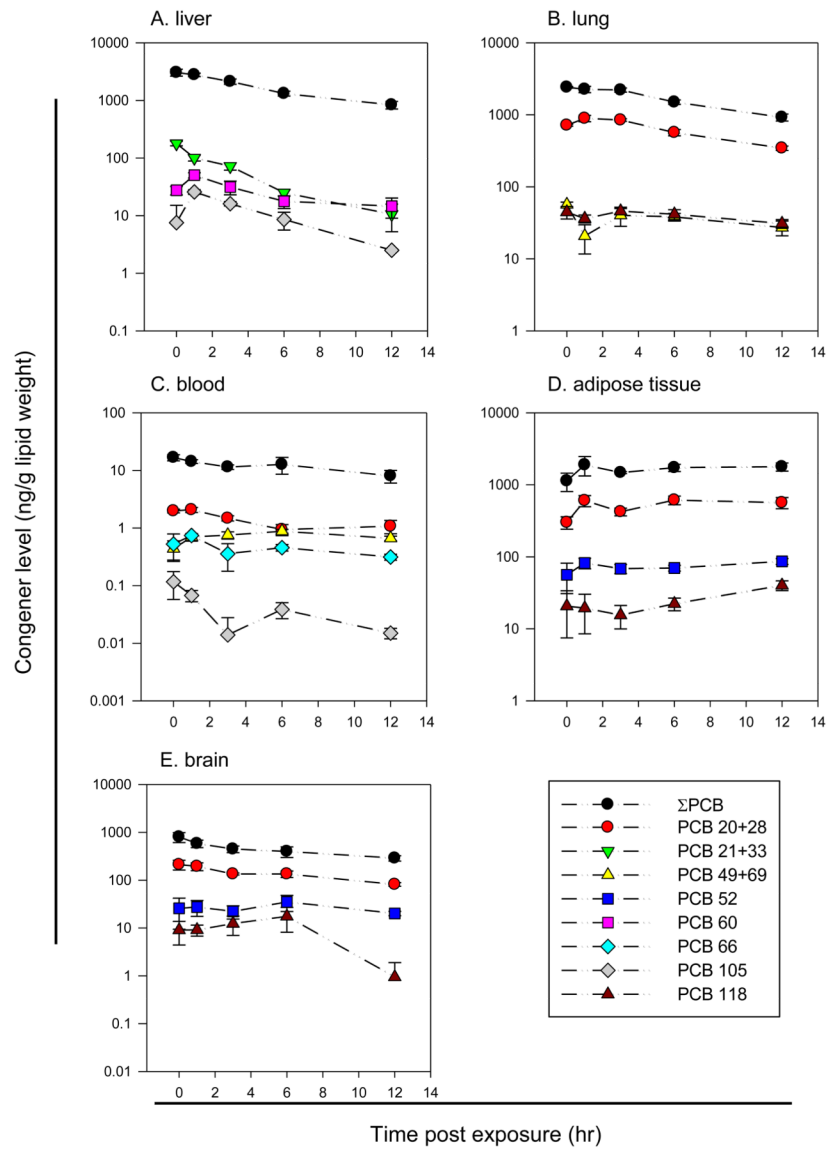 A. liver
B. lung
10000
1000
100
10
1
0.1
0 2 4 6 8 10 12 14
10000
1000
100
10
1
0 2 4 6 8 10 12 14
C. blood
D. adipose tissue
100
10
1
0.1
0.01
0.001
0 2 4 6 8 10 12 14
10000
1000
100
10
1
0 2 4 6 8 10 12 14
E. brain
10000
1000
100
10
1
0.1
0.01
0 2 4 6 8 10 12 14
ΣPCB
PCB 20+28
PCB 21+33
PCB 49+69
PCB 52
PCB 60
PCB 66
PCB 105
PCB 118
Congener level (ng/g lipid weight)
Time post exposure (hr)